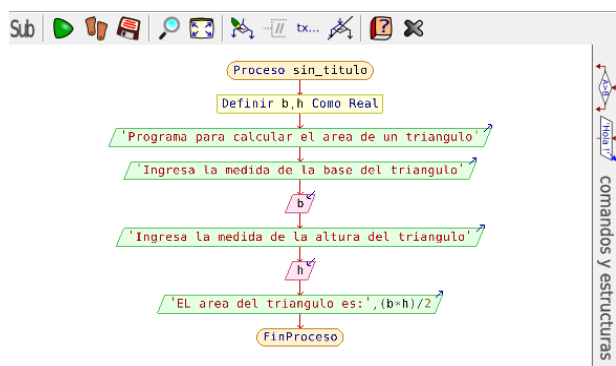 Sub
tx...
Proceso sin_titulo
Definir b,h Como Real
'Programa para calcular el area de un triangulo'
'Ingresa la medida de la base del triangulo'
b
'Ingresa la medida de la altura del triangulo'
h
'EL area del triangulo es:',(b*h)/2
FinProceso
A>B
'Hola !'
comandos y estructuras